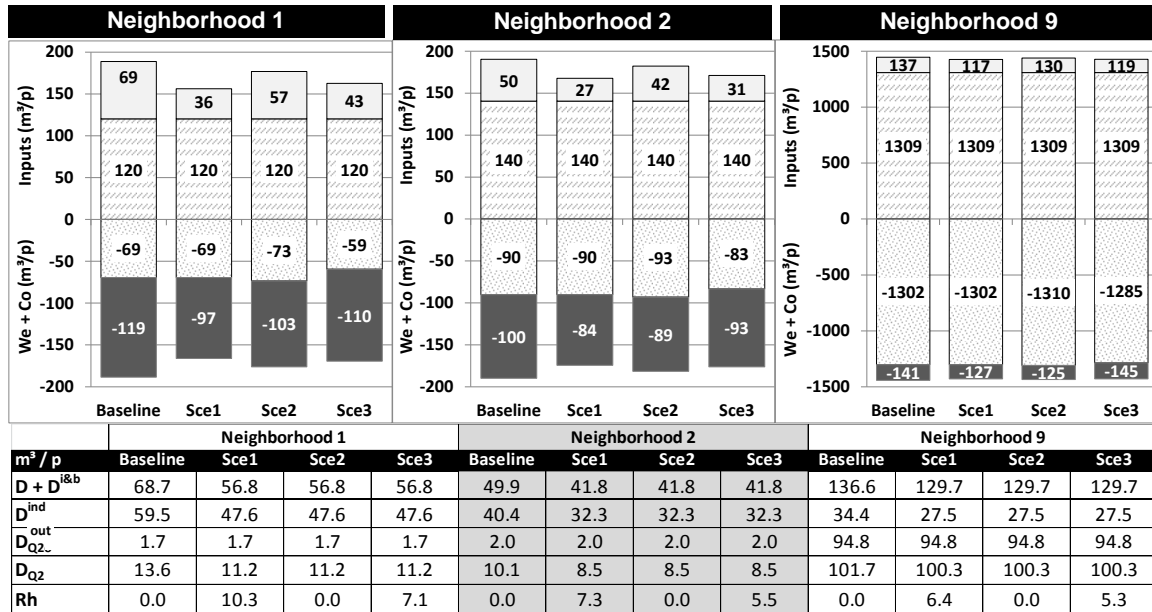 Neighborhood 1
Neighborhood 2
Neighborhood 9
Inputs (m³/p)
We + Co (m³/p)
200
150
100
50
0
-50
-100
-150
-200
69 36 57 43
120 120 120 120
-69 -69 -73 -59
-119 -97 -103 -110
Baseline Sce1 Sce2 Sce3
Inputs (m³/p)
We + Co (m³/p)
200
150
100
50
0
-50
-100
-150
-200
50 27 42 31
140 140 140 140
-90 -90 -93 -83
-100 -84 -89 -93
Baseline Sce1 Sce2 Sce3
Inputs (m³/p)
We + Co (m³/p)
1500
1000
500
0
-500
-1000
-1500
137 117 130 119
1309 1309 1309 1309
-1302 -1302 -1310 -1285
-141 -127 -125 -145
Baseline Sce1 Sce2 Sce3
Neighborhood 1 Neighborhood 2 Neighborhood 9
m³ / p Baseline Sce1 Sce2 Sce3 Baseline Sce1 Sce2 Sce3 Baseline Sce1 Sce2 Sce3
D + D^i&b 68.7 56.8 56.8 56.8 49.9 41.8 41.8 41.8 136.6 129.7 129.7 129.7
D^ind 59.5 47.6 47.6 47.6 40.4 32.3 32.3 32.3 34.4 27.5 27.5 27.5
D_Q2^out 1.7 1.7 1.7 1.7 2.0 2.0 2.0 2.0 94.8 94.8 94.8 94.8
D_Q2 13.6 11.2 11.2 11.2 10.1 8.5 8.5 8.5 101.7 100.3 100.3 100.3
Rh 0.0 10.3 0.0 7.1 0.0 7.3 0.0 5.5 0.0 6.4 0.0 5.3